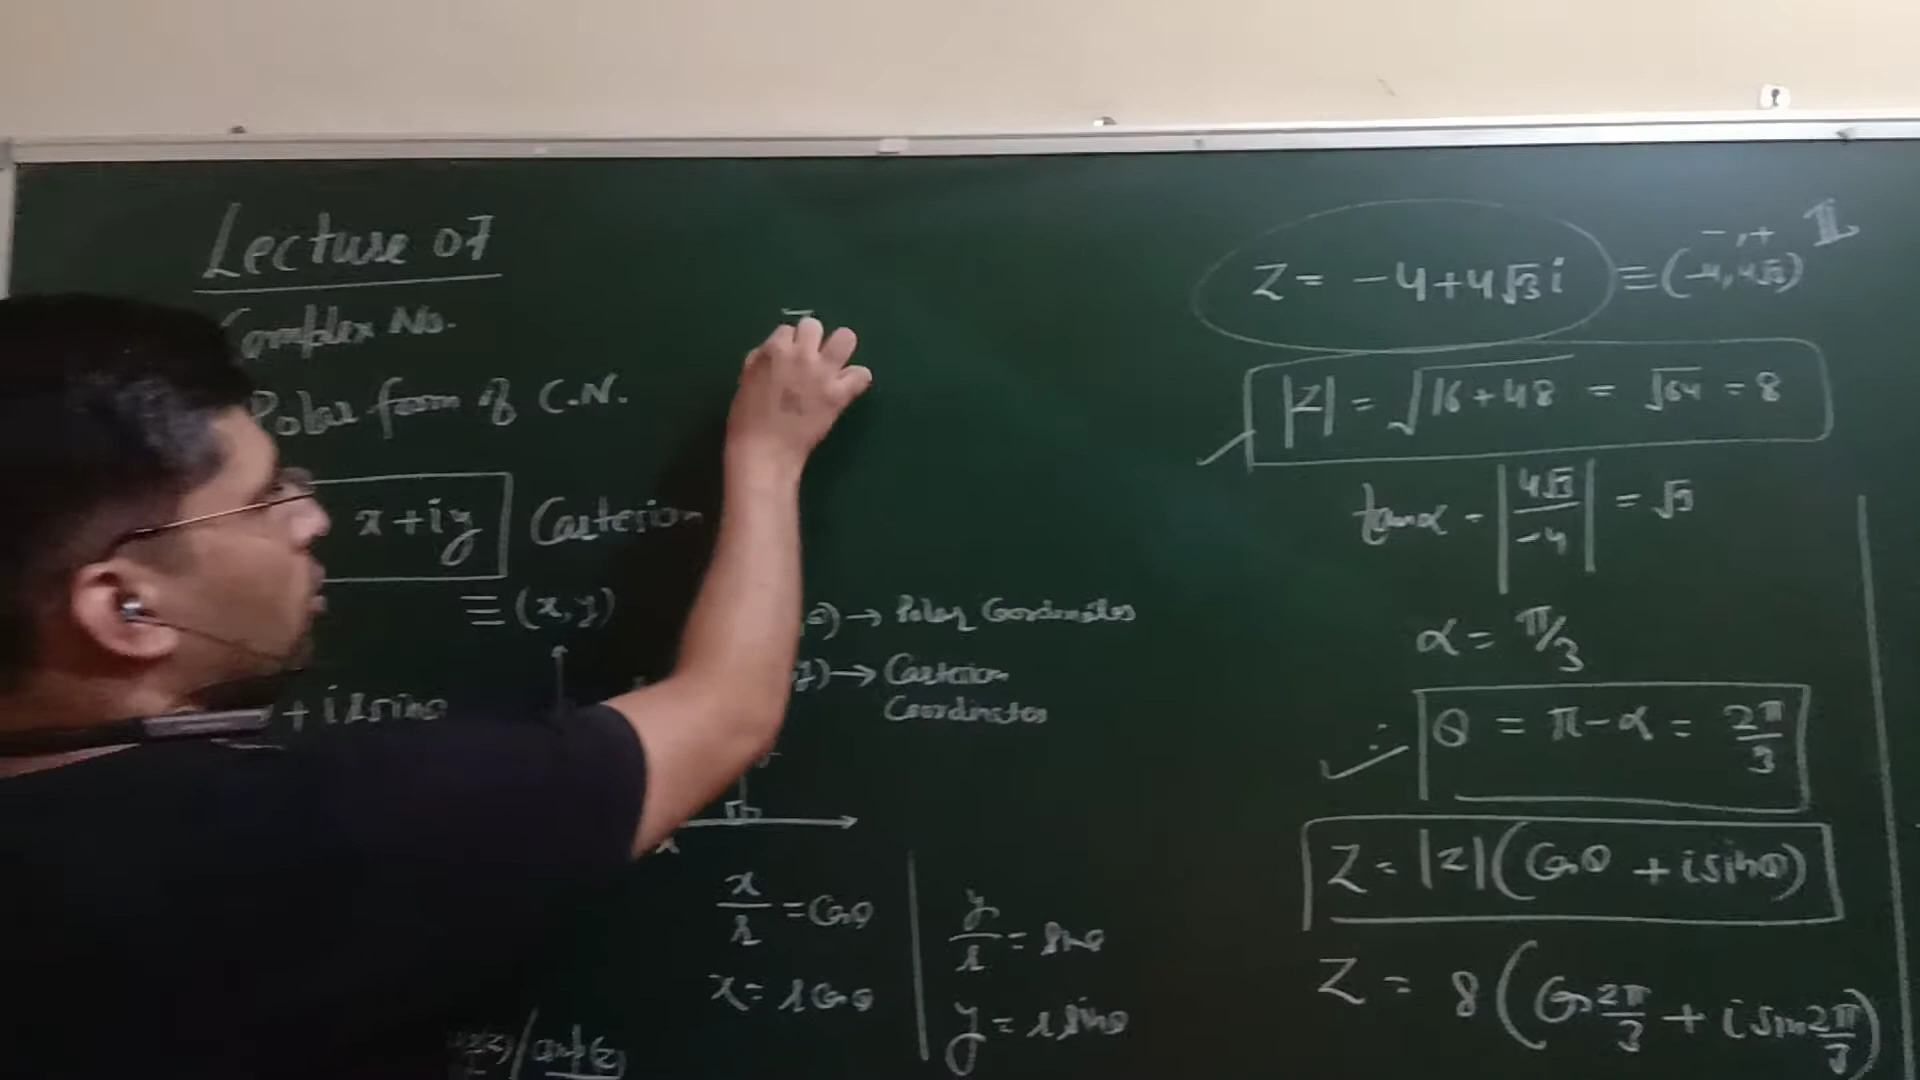 Lecture 07
Complex No.
Polar form of C.N.
x+iy Cartesian
≡ (x,y)
θ) → Polar Coordinates
y) → Cartesian
Coordinates
+ i r sinθ
x
x/r = Cosθ
x = r Cosθ
y/r = sinθ
y = r sinθ
/amp(z)
Z = -4+4√3 i ≡ (-4, 4√3) II
-, +
|Z| = √16+48 = √64 = 8
tanα = |4√3/-4| = √3
α = π/3
∴ θ = π-α = 2π/3
Z = |z|(Cosθ + i sinθ)
Z = 8(Cos 2π/3 + i sin 2π/3)